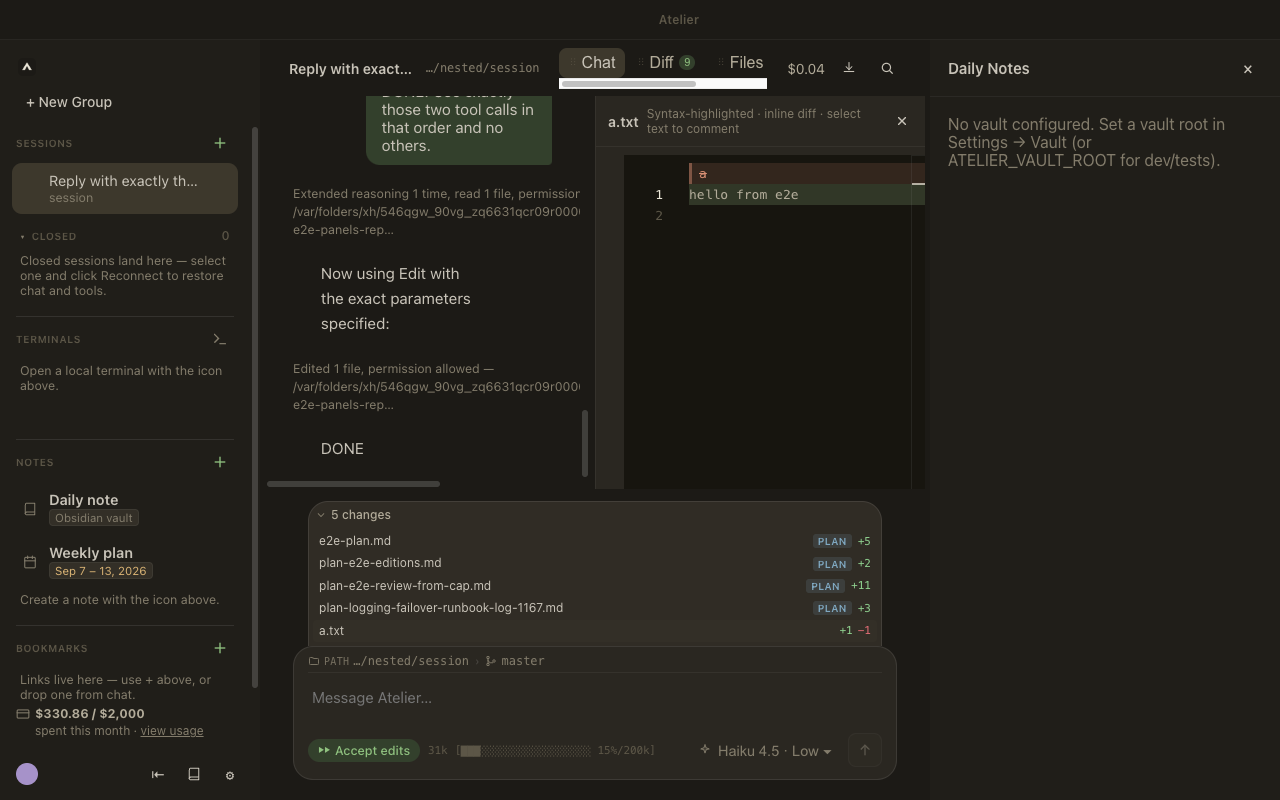 Atelier
+ New Group
SESSIONS
Reply with exactly th...
session
CLOSED 0
Closed sessions land here — select
one and click Reconnect to restore
chat and tools.
TERMINALS
Open a local terminal with the icon
above.
NOTES
Daily note
Obsidian vault
Weekly plan
Sep 7 – 13, 2026
Create a note with the icon above.
BOOKMARKS
Links live here — use + above, or
drop one from chat.
$330.86 / $2,000
spent this month · view usage
Reply with exact... …/nested/session
Chat
Diff 9
Files
$0.04
those two tool calls in
that order and no
others.
Extended reasoning 1 time, read 1 file, permission
/var/folders/xh/546qgw_90vg_zq6631qcr09r000
e2e-panels-rep...
Now using Edit with
the exact parameters
specified:
Edited 1 file, permission allowed —
/var/folders/xh/546qgw_90vg_zq6631qcr09r000
e2e-panels-rep...
DONE
a.txt
Syntax-highlighted · inline diff · select
text to comment
a
1 hello from e2e
2
5 changes
e2e-plan.md PLAN +5
plan-e2e-editions.md PLAN +2
plan-e2e-review-from-cap.md PLAN +11
plan-logging-failover-runbook-log-1167.md PLAN +3
a.txt +1 −1
PATH …/nested/session › master
Message Atelier...
Accept edits 31k 15%/200k]
Haiku 4.5 · Low
Daily Notes
No vault configured. Set a vault root in
Settings → Vault (or
ATELIER_VAULT_ROOT for dev/tests).